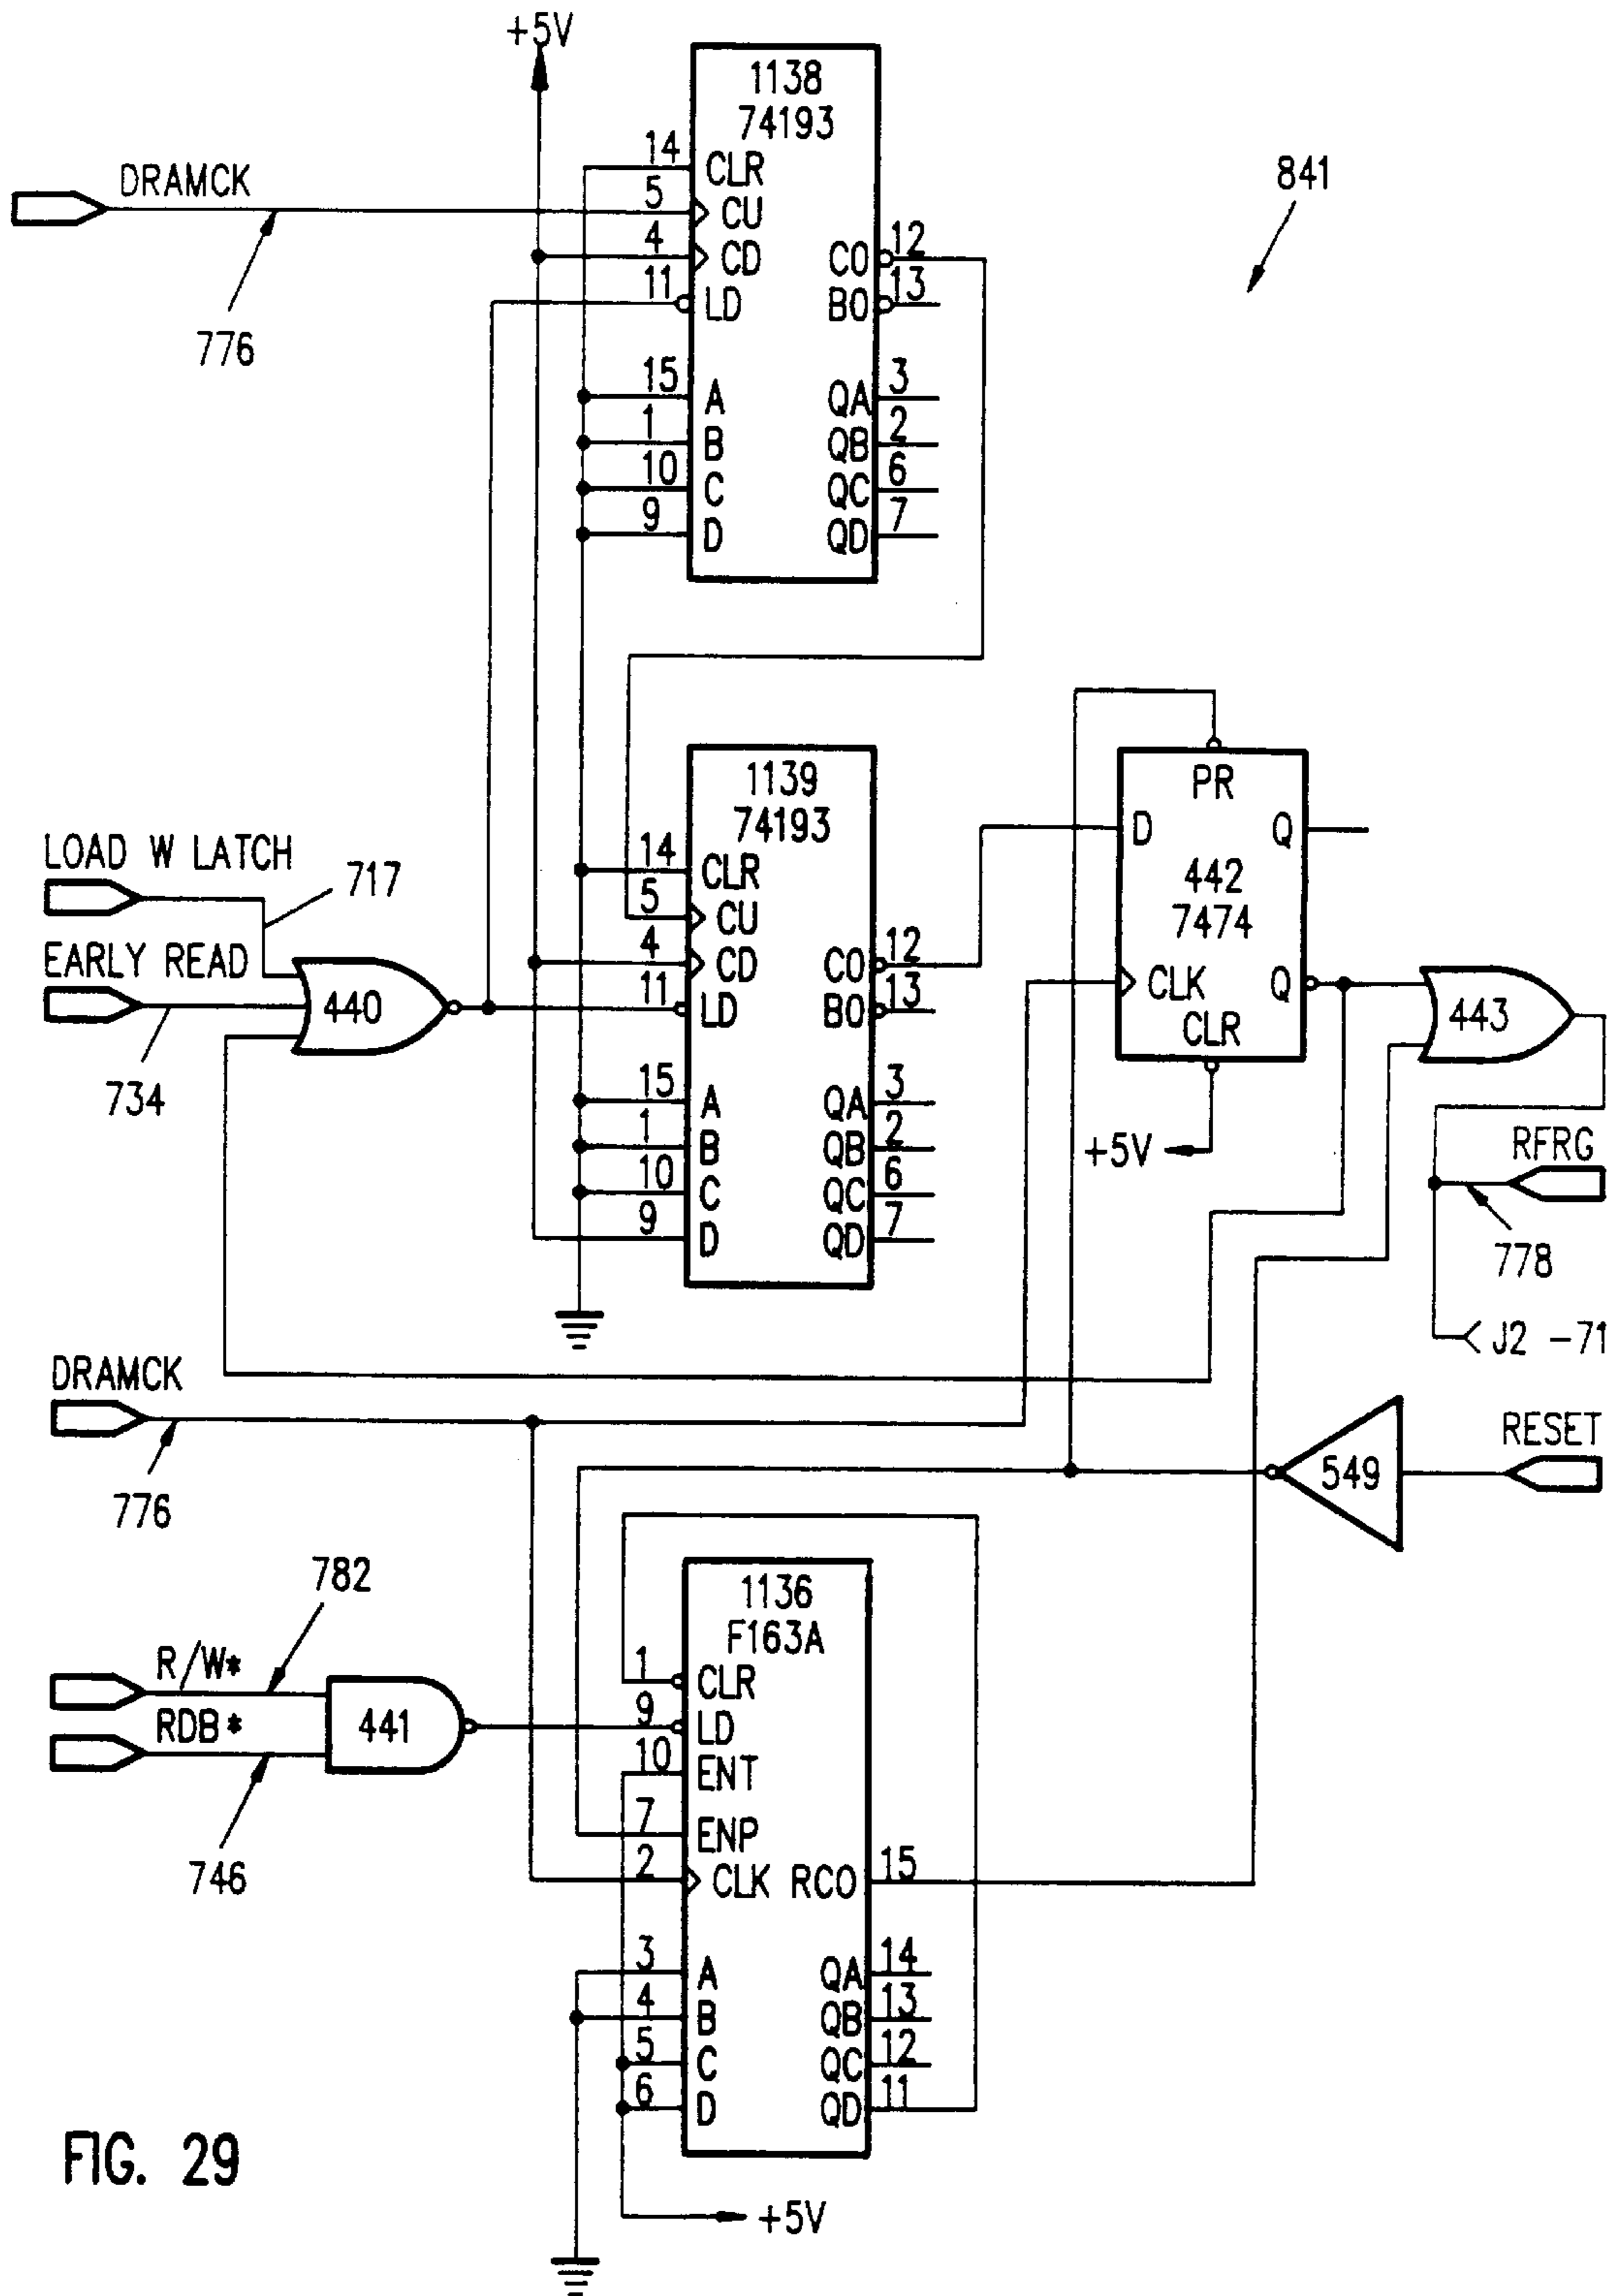 +5V
1138
74193
14 CLR
5 CU
4 CD
11 LD
15 A
1 B
10 C
9 D
CO 12
BO 13
QA 3
QB 2
QC 6
QD 7
DRAMCK
776
841
1139
74193
14 CLR
5 CU
4 CD
11 LD
15 A
1 B
10 C
9 D
CO 12
BO 13
QA 3
QB 2
QC 6
QD 7
LOAD W LATCH
717
EARLY READ
734
440
PR
D Q
442
7474
CLK Q
CLR
+5V
443
RFRG
778
J2 -71
DRAMCK
776
549
RESET
782
R/W*
RDB*
441
746
1136
F163A
1 CLR
9 LD
10 ENT
7 ENP
2 CLK
RCO 15
3 A
4 B
5 C
6 D
QA 14
QB 13
QC 12
QD 11
+5V
FIG. 29